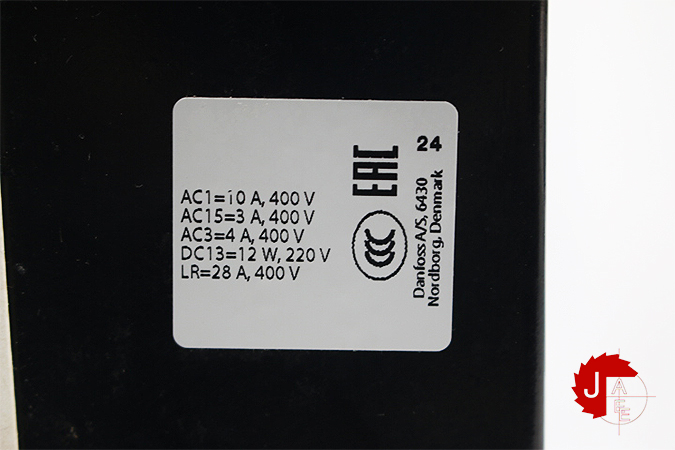 AC1=10 A, 400 V
AC15=3 A, 400 V
AC3=4 A, 400 V
DC13=12 W, 220 V
LR=28 A, 400 V
EAC
CCC
24
Danfoss A/S, 6430
Nordborg, Denmark
J